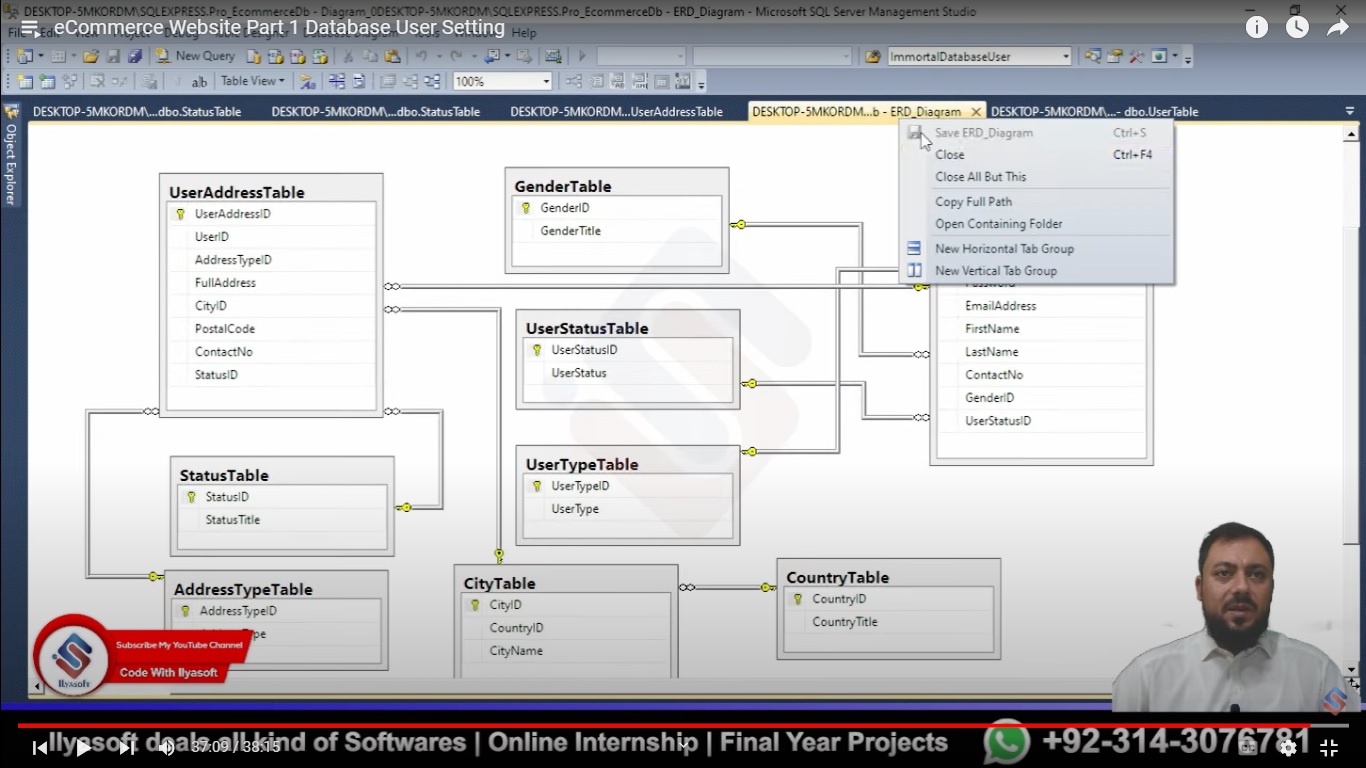 DESKTOP-5MKORDM\SQLEXPRESS.Pro_EcommerceDb - Diagram_0DESKTOP-5MKORDM\SQLEXPRESS.Pro_EcommerceDb - ERD_Diagram - Microsoft SQL Server Management Studio
eCommerce Website Part 1 Database User Setting
Help
New Query
ImmortalDatabaseUser
ab
Table View
100%
DESKTOP-5MKORDM\...dbo.StatusTable
DESKTOP-5MKORDM\...dbo.StatusTable
DESKTOP-5MKORDM...UserAddressTable
DESKTOP-5MKORDM...b - ERD_Diagram
DESKTOP-5MKORDM\...- dbo.UserTable
Object Explorer
Save ERD_Diagram Ctrl+S
Close Ctrl+F4
Close All But This
Copy Full Path
Open Containing Folder
New Horizontal Tab Group
New Vertical Tab Group
UserAddressTable
UserAddressID
UserID
AddressTypeID
FullAddress
CityID
PostalCode
ContactNo
StatusID
GenderTable
GenderID
GenderTitle
UserStatusTable
UserStatusID
UserStatus
UserTypeTable
UserTypeID
UserType
Password
EmailAddress
FirstName
LastName
ContactNo
GenderID
UserStatusID
StatusTable
StatusID
StatusTitle
AddressTypeTable
AddressTypeID
CityTable
CityID
CountryID
CityName
CountryTable
CountryID
CountryTitle
Subscribe My YouTube Channel
Code With Ilyasoft
Ilyasoft
Ilyasoft deals all kind of Softwares | Online Internship | Final Year Projects
+92-314-3076781
37:09 / 38:15